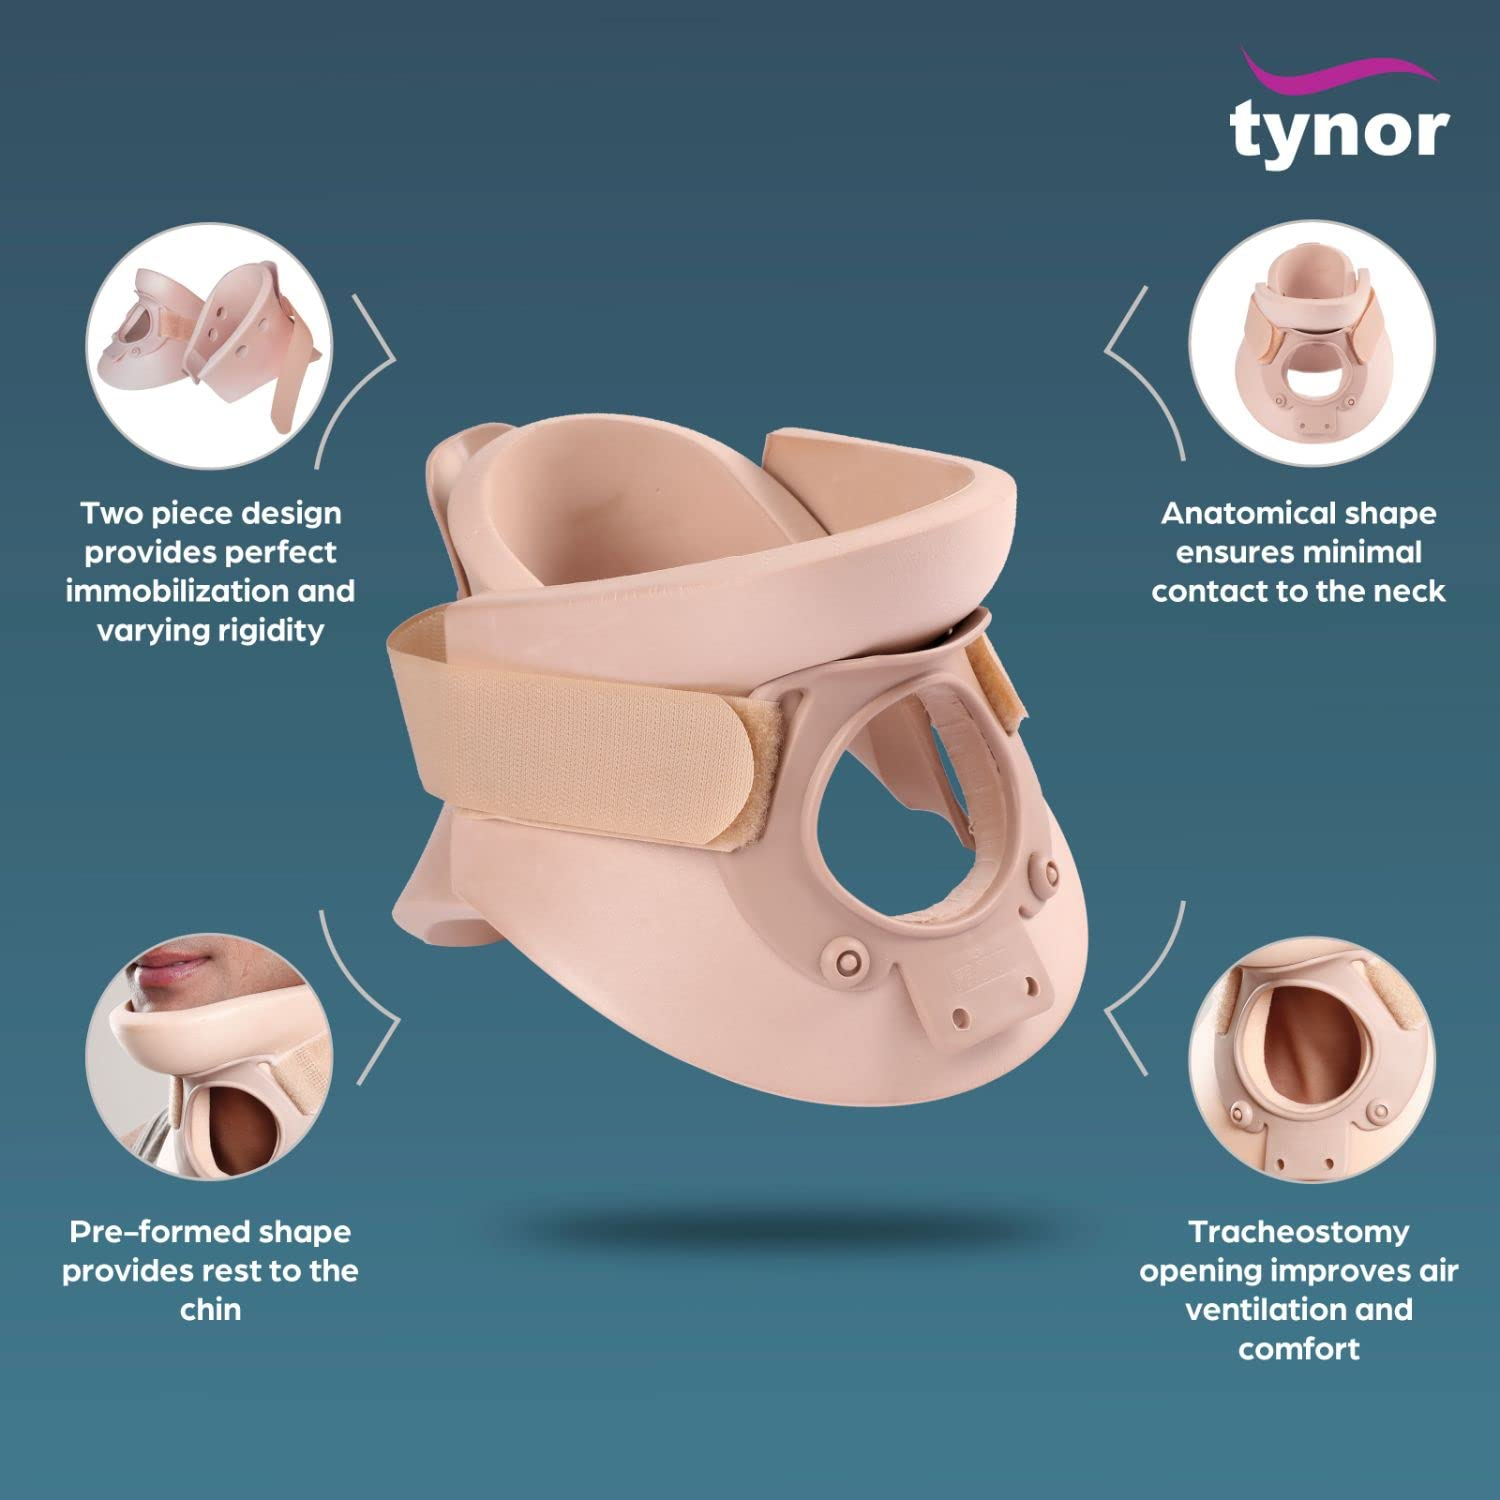 tynor
Two piece design
provides perfect
immobilization and
varying rigidity
Anatomical shape
ensures minimal
contact to the neck
Pre-formed shape
provides rest to the
chin
Tracheostomy
opening improves air
ventilation and
comfort